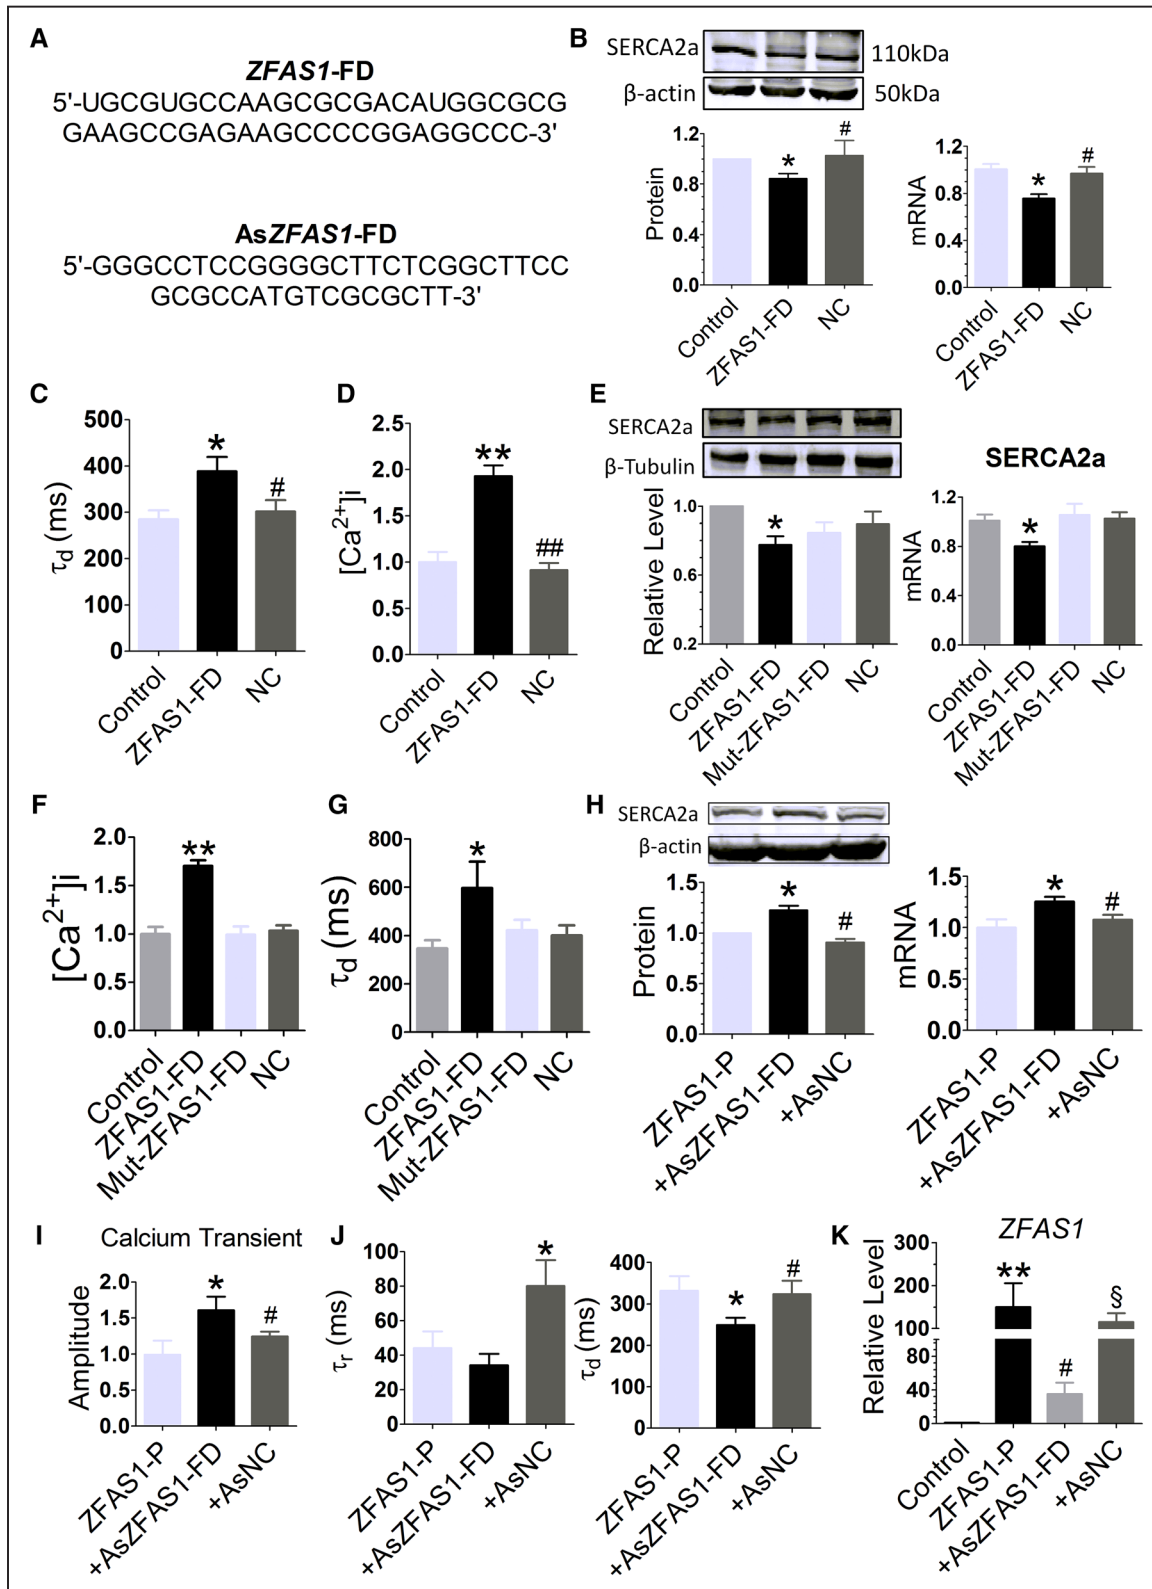 A
ZFAS1-FD
5'-UGCGUGCCAAGCGCGACAUGGCGCG
GAAGCCGAGAAGCCCCGGAGGCCC-3'
AsZFAS1-FD
5'-GGGCCTCCGGGGCTTCTCGGCTTCC
GCGCCATGTCGCGCTT-3'
B
SERCA2a
110kDa
β-actin
50kDa
Protein
1.2
0.8
0.4
0.0
*
#
Control
ZFAS1-FD
NC
mRNA
1.2
0.8
0.4
0.0
*
#
Control
ZFAS1-FD
NC
C
τd (ms)
500
400
300
200
100
0
*
#
Control
ZFAS1-FD
NC
D
[Ca2+]i
2.5
2.0
1.5
1.0
0.5
0.0
**
##
Control
ZFAS1-FD
NC
E
SERCA2a
β-Tubulin
Relative Level
1.0
0.6
0.2
*
Control
ZFAS1-FD
Mut-ZFAS1-FD
NC
SERCA2a
mRNA
1.2
0.8
0.4
0.0
*
Control
ZFAS1-FD
Mut-ZFAS1-FD
NC
F
[Ca2+]i
2.0
1.5
1.0
0.5
0.0
**
Control
ZFAS1-FD
Mut-ZFAS1-FD
NC
G
τd (ms)
800
600
400
200
0
*
Control
ZFAS1-FD
Mut-ZFAS1-FD
NC
H
SERCA2a
β-actin
Protein
1.5
1.0
0.5
0.0
*
#
ZFAS1-P
+AsZFAS1-FD
+AsNC
mRNA
1.5
1.0
0.5
0.0
*
#
ZFAS1-P
+AsZFAS1-FD
+AsNC
I
Calcium Transient
Amplitude
2.0
1.5
1.0
0.5
0.0
*
#
ZFAS1-P
+AsZFAS1-FD
+AsNC
J
τr (ms)
100
80
60
40
20
0
*
ZFAS1-P
+AsZFAS1-FD
+AsNC
τd (ms)
400
300
200
100
0
*
#
ZFAS1-P
+AsZFAS1-FD
+AsNC
K
ZFAS1
Relative Level
300
200
100
80
40
0
**
#
§
Control
ZFAS1-P
+AsZFAS1-FD
+AsNC